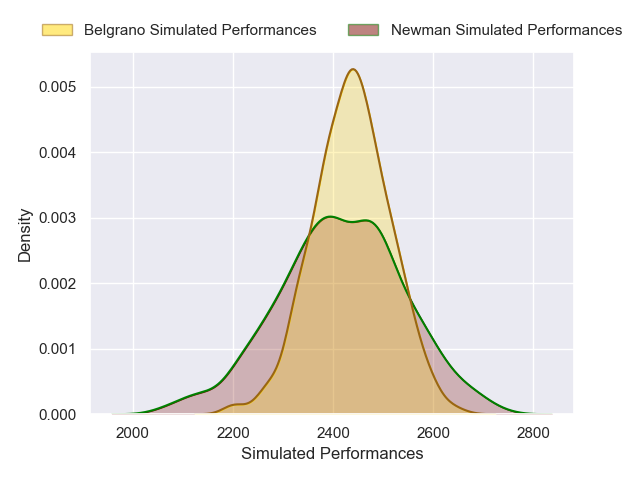 Belgrano Simulated Performances
Newman Simulated Performances
0.005
0.004
0.003
0.002
0.001
0.000
Density
2000
2200
2400
2600
2800
Simulated Performances